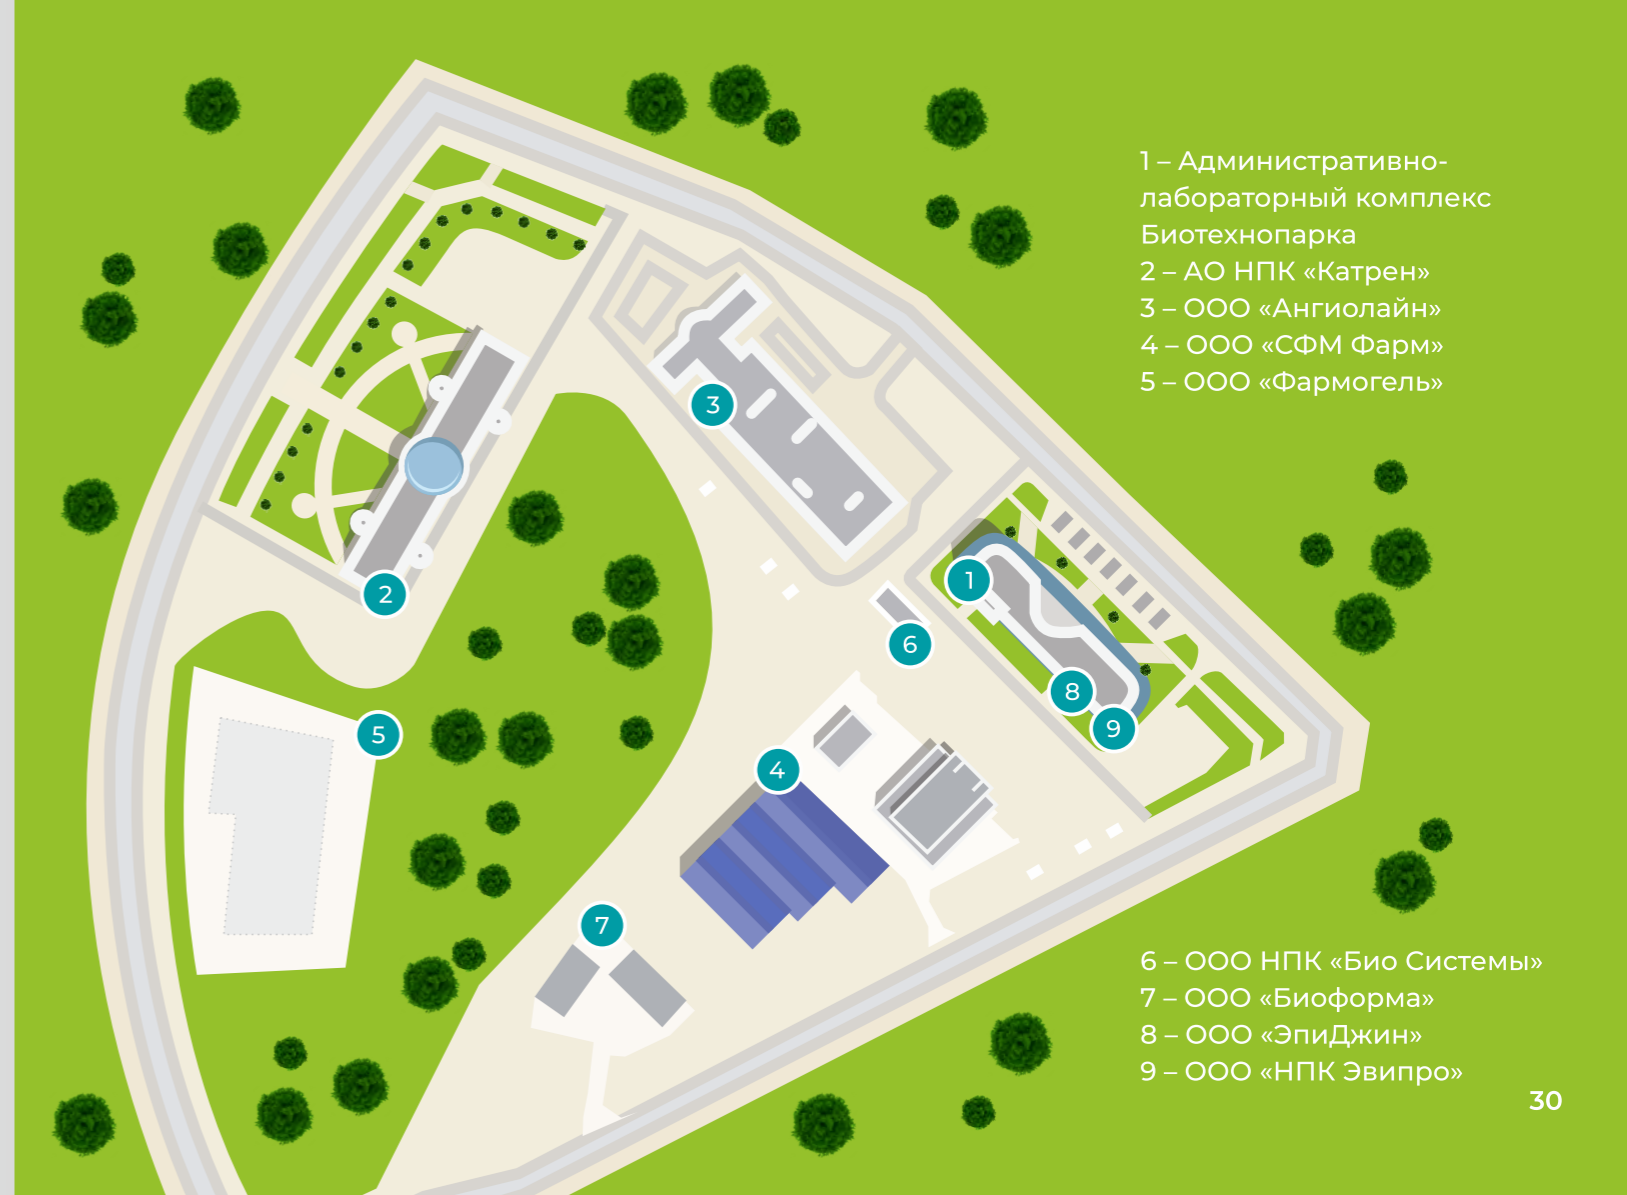 1 – Административно-
лабораторный комплекс
Биотехнопарка
2 – АО НПК «Катрен»
3 – ООО «Ангиолайн»
4 – ООО «СФМ Фарм»
5 – ООО «Фармогель»
3
2
1
6
8
9
5
4
7
6 – ООО НПК «Био Системы»
7 – ООО «Биоформа»
8 – ООО «ЭпиДжин»
9 – ООО «НПК Эвипро»
30